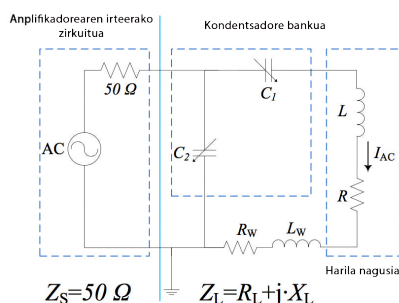 Anplifikadorearen irteerako
zirkuitua
Kondentsadore bankua
50 Ω
C1
L
AC
C2
IAC
R
RW
LW
Harila nagusia
ZS=50 Ω
ZL=RL+j·XL